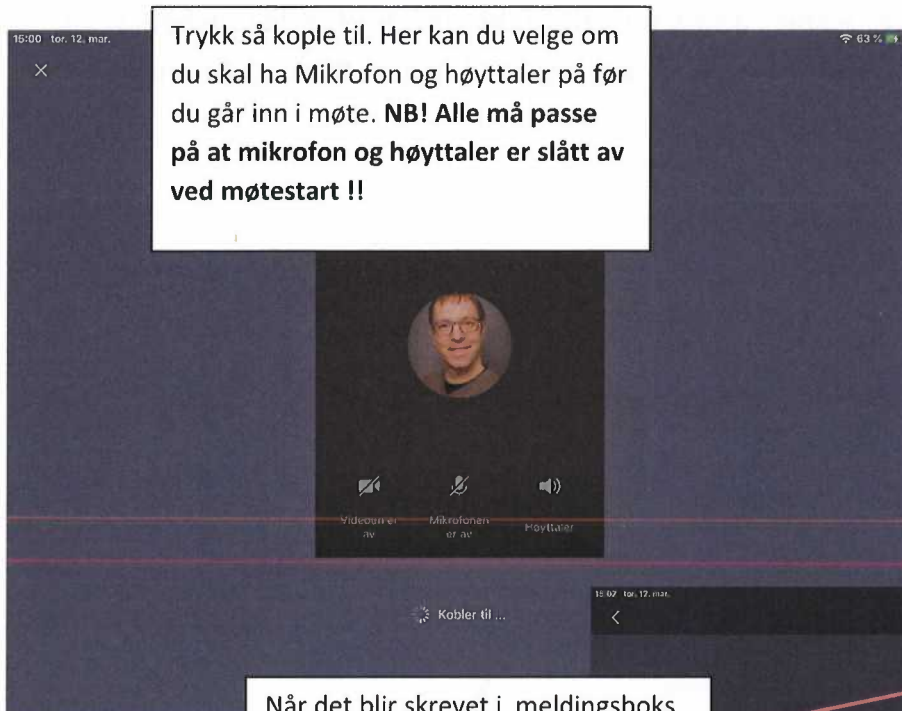 15:00 tor. 12. mar.
63 %
Trykk så kople til. Her kan du velge om
du skal ha Mikrofon og høyttaler på før
du går inn i møte. NB! Alle må passe
på at mikrofon og høyttaler er slått av
ved møtestart !!
Videoen er
av
Mikrofonen
er av
Høyttaler
Kobler til ...
15:07 tor. 12. mar.
Når det blir skrevet i meldingsboks